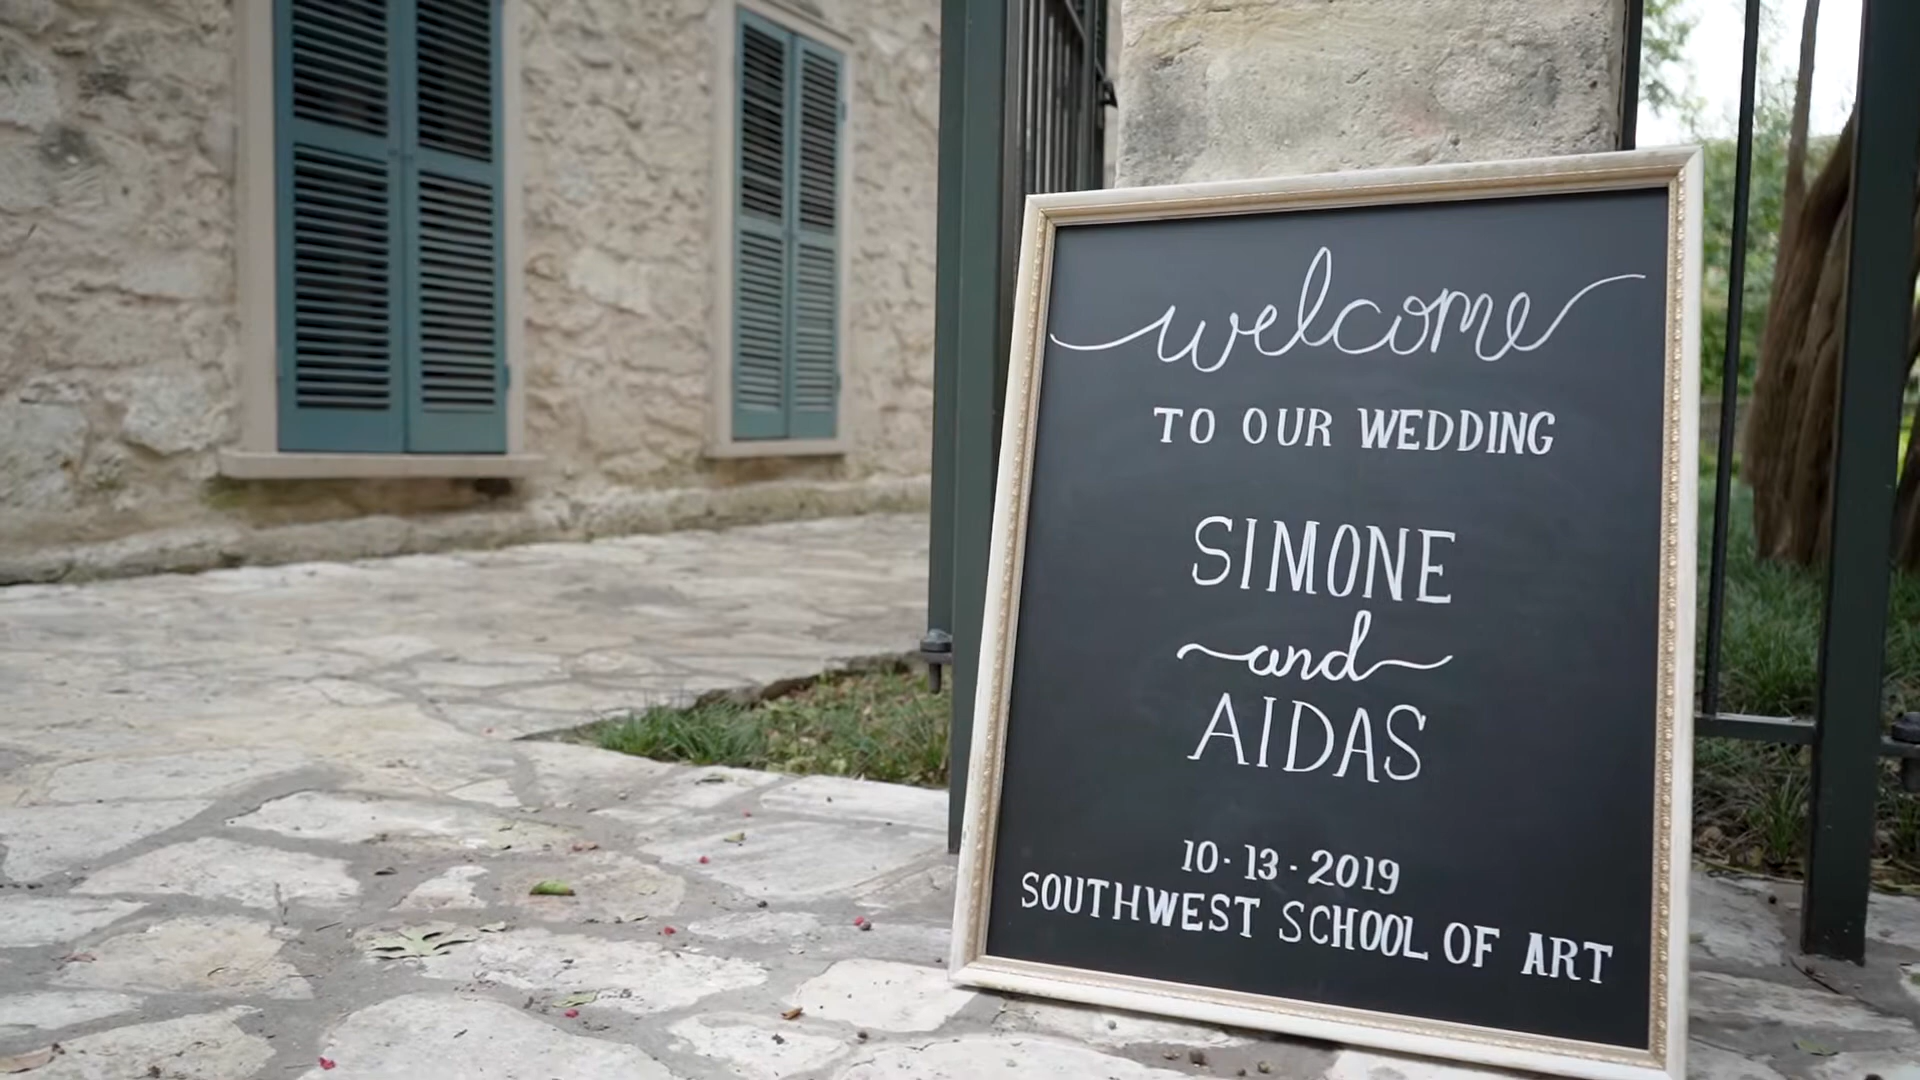 welcome
TO OUR WEDDING
SIMONE
and
AIDAS
10-13-2019
SOUTHWEST SCHOOL OF ART